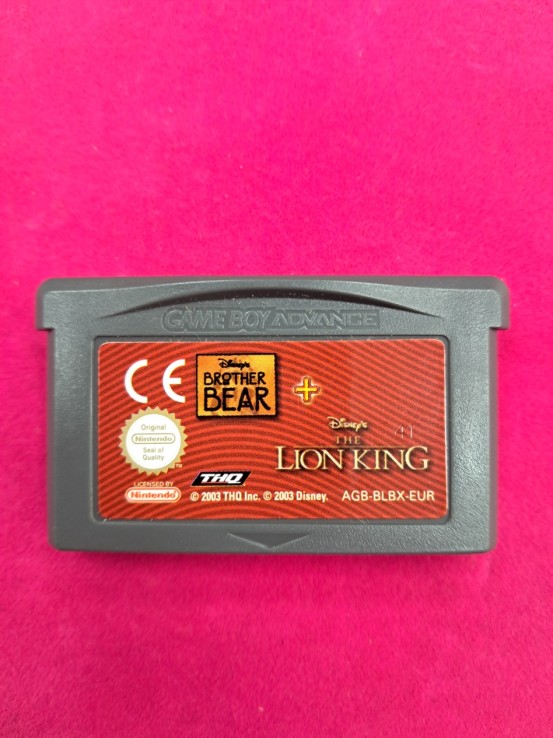 GAME BOY ADVANCE
CE
Disney's
BROTHER
BEAR
+
Disney's
THE
LION KING
Original
Nintendo
Seal of
Quality
TM
LICENSED BY
Nintendo
THQ
© 2003 THQ Inc. © 2003 Disney.
AGB-BLBX-EUR